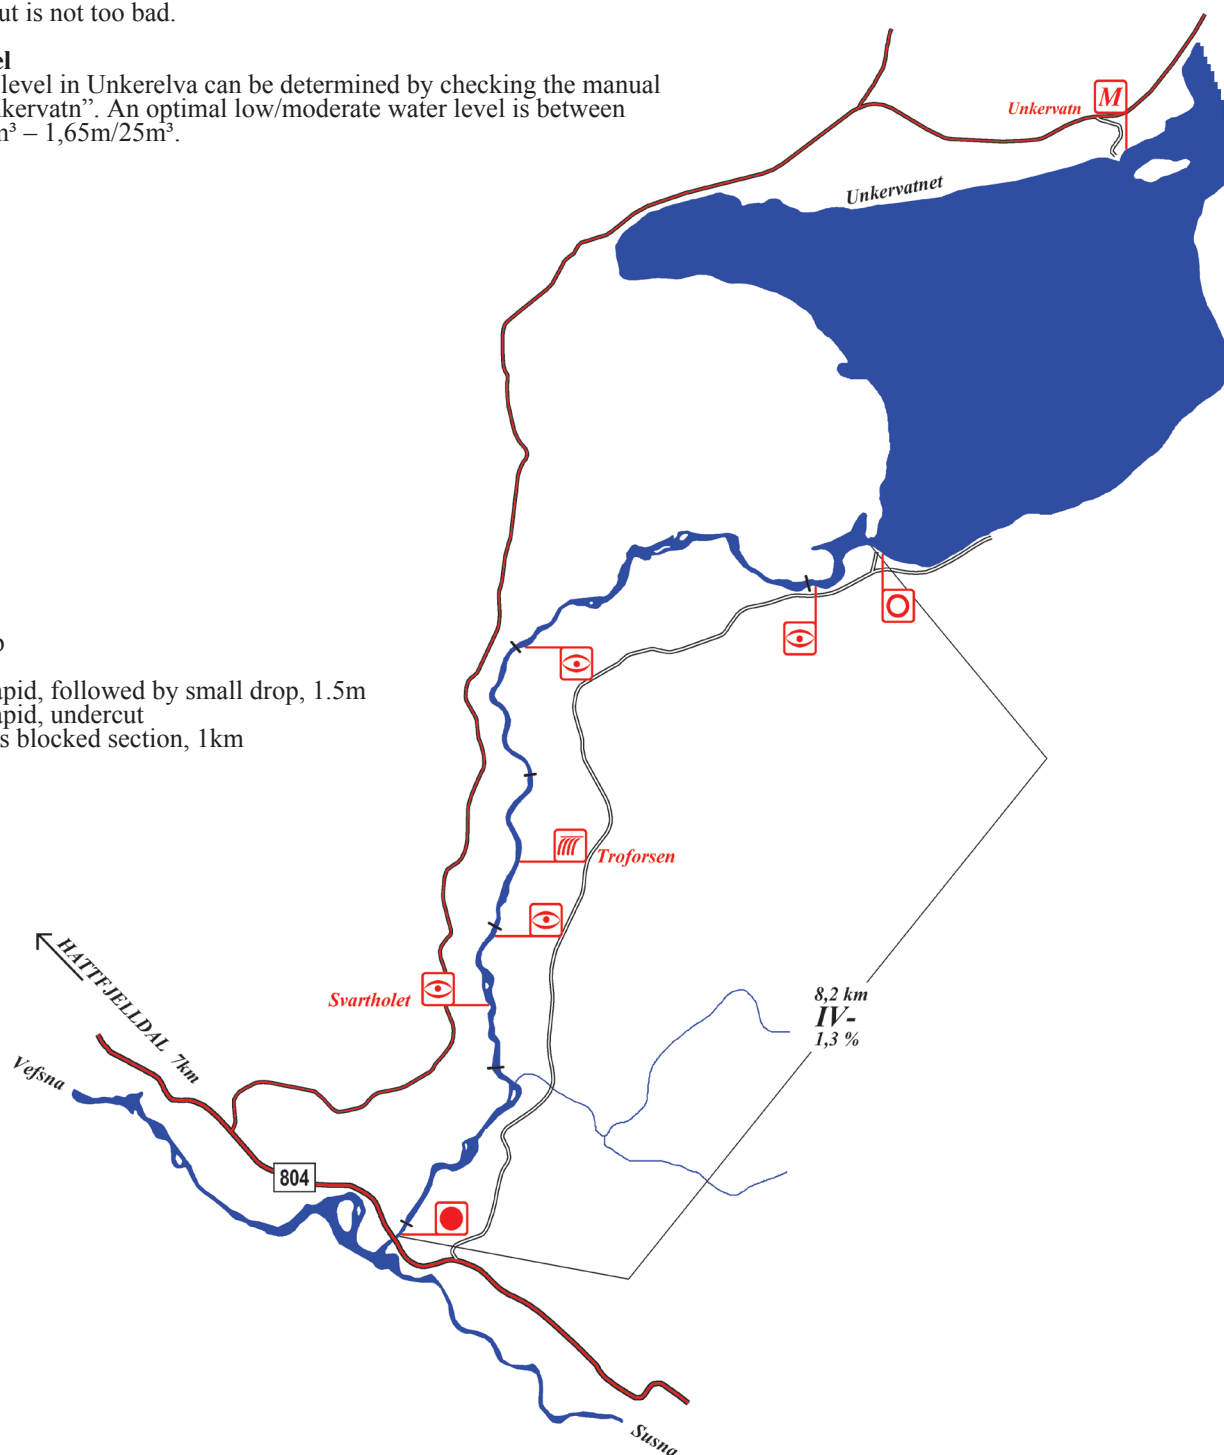 ut is not too bad.
el
level in Unkerelva can be determined by checking the manual
kervatn”. An optimal low/moderate water level is between
m³ – 1,65m/25m³.
M
Unkervatn
Unkervatnet
apid, followed by small drop, 1.5m
apid, undercut
s blocked section, 1km
Troforsen
Svartholet
HATTFJELLDAL 7km
8,2 km
IV-
1,3 %
Vefsna
804
Susna